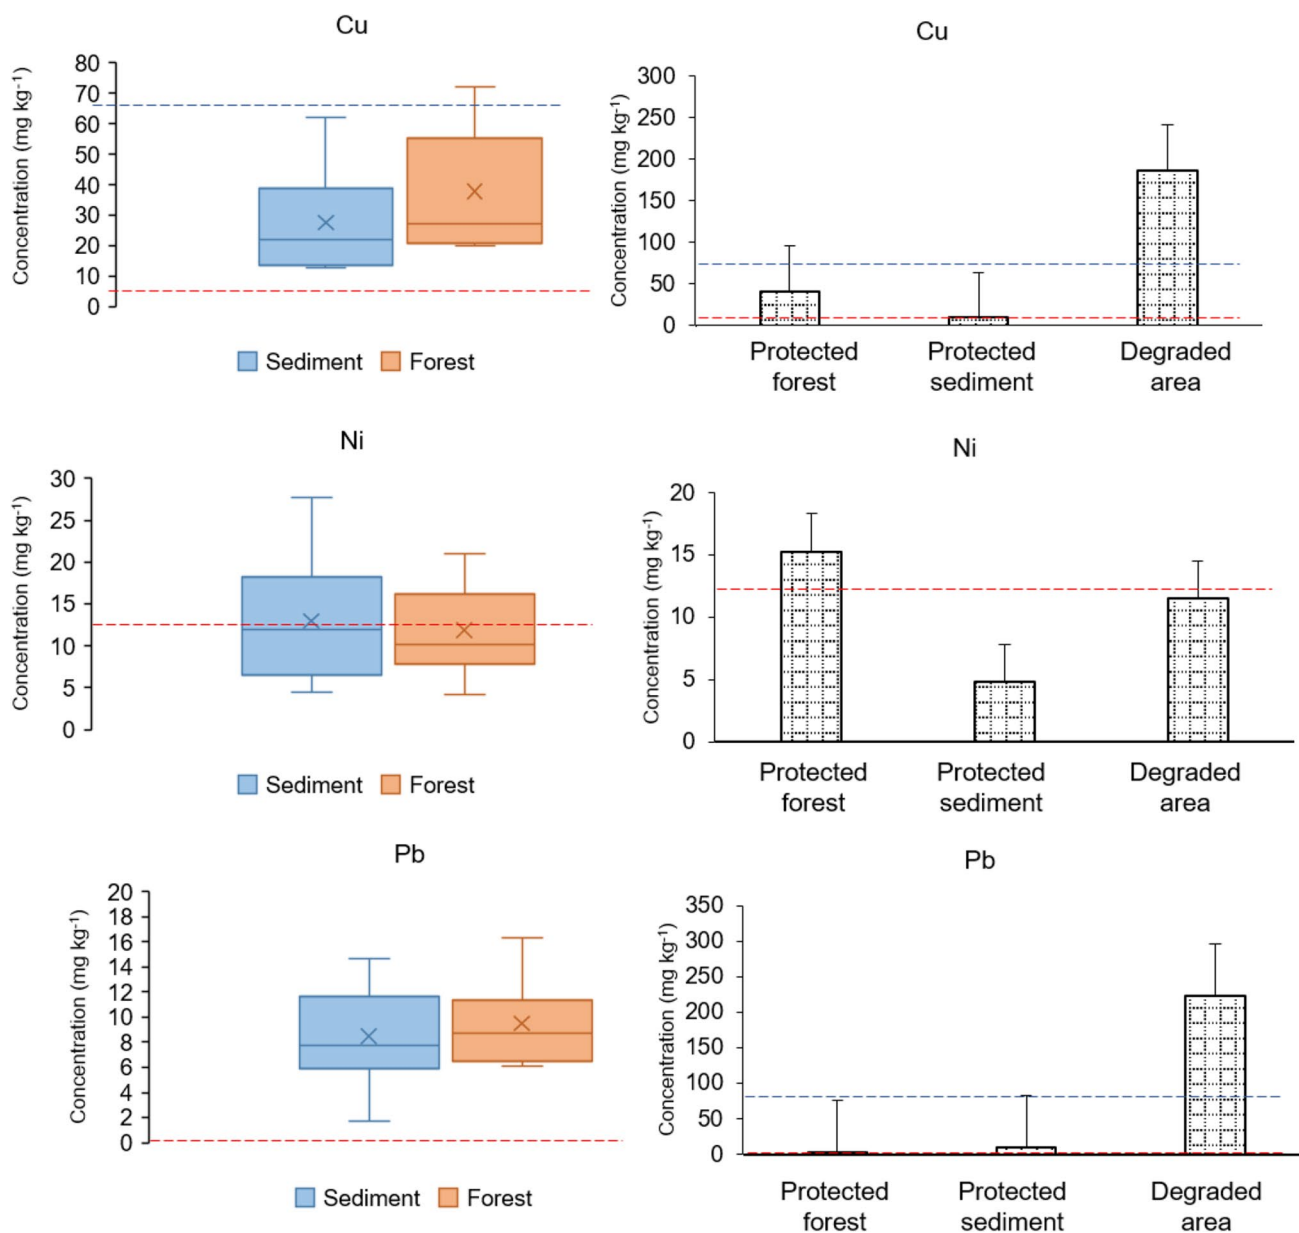 Cu
Concentration (mg kg⁻¹)
80
70
60
50
40
30
20
10
0
Sediment Forest
Cu
Concentration (mg kg⁻¹)
300
250
200
150
100
50
0
Protected forest
Protected sediment
Degraded area
Ni
Concentration (mg kg⁻¹)
30
25
20
15
10
5
0
Sediment Forest
Ni
Concentration (mg kg⁻¹)
20
15
10
5
0
Protected forest
Protected sediment
Degraded area
Pb
Concentration (mg kg⁻¹)
20
18
16
14
12
10
8
6
4
2
0
Sediment Forest
Pb
Concentration (mg kg⁻¹)
350
300
250
200
150
100
50
0
Protected forest
Protected sediment
Degraded area